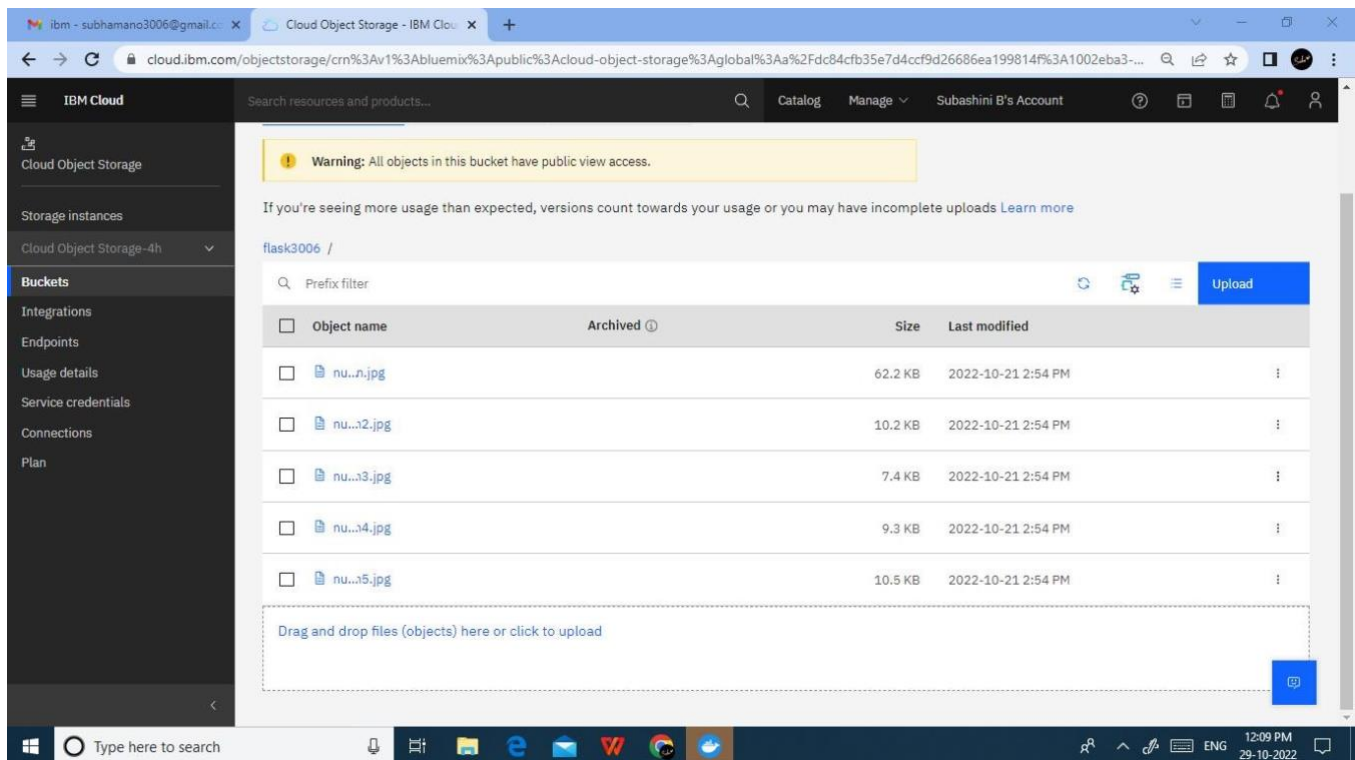 ibm - subhamano3006@gmail.co
Cloud Object Storage - IBM Clou
cloud.ibm.com/objectstorage/crn%3Av1%3Abluemix%3Apublic%3Acloud-object-storage%3Aglobal%3Aa%2Fdc84cfb35e7d4ccf9d26686ea199814f%3A1002eba3-...
IBM Cloud
Search resources and products...
Catalog
Manage
Subashini B's Account
Cloud Object Storage
Storage instances
Cloud Object Storage-4h
Buckets
Integrations
Endpoints
Usage details
Service credentials
Connections
Plan
Warning: All objects in this bucket have public view access.
If you're seeing more usage than expected, versions count towards your usage or you may have incomplete uploads Learn more
flask3006 /
Prefix filter
Upload
Object name Archived Size Last modified
nu...n.jpg 62.2 KB 2022-10-21 2:54 PM
nu...n2.jpg 10.2 KB 2022-10-21 2:54 PM
nu...n3.jpg 7.4 KB 2022-10-21 2:54 PM
nu...n4.jpg 9.3 KB 2022-10-21 2:54 PM
nu...n5.jpg 10.5 KB 2022-10-21 2:54 PM
Drag and drop files (objects) here or click to upload
Type here to search
ENG
12:09 PM
29-10-2022